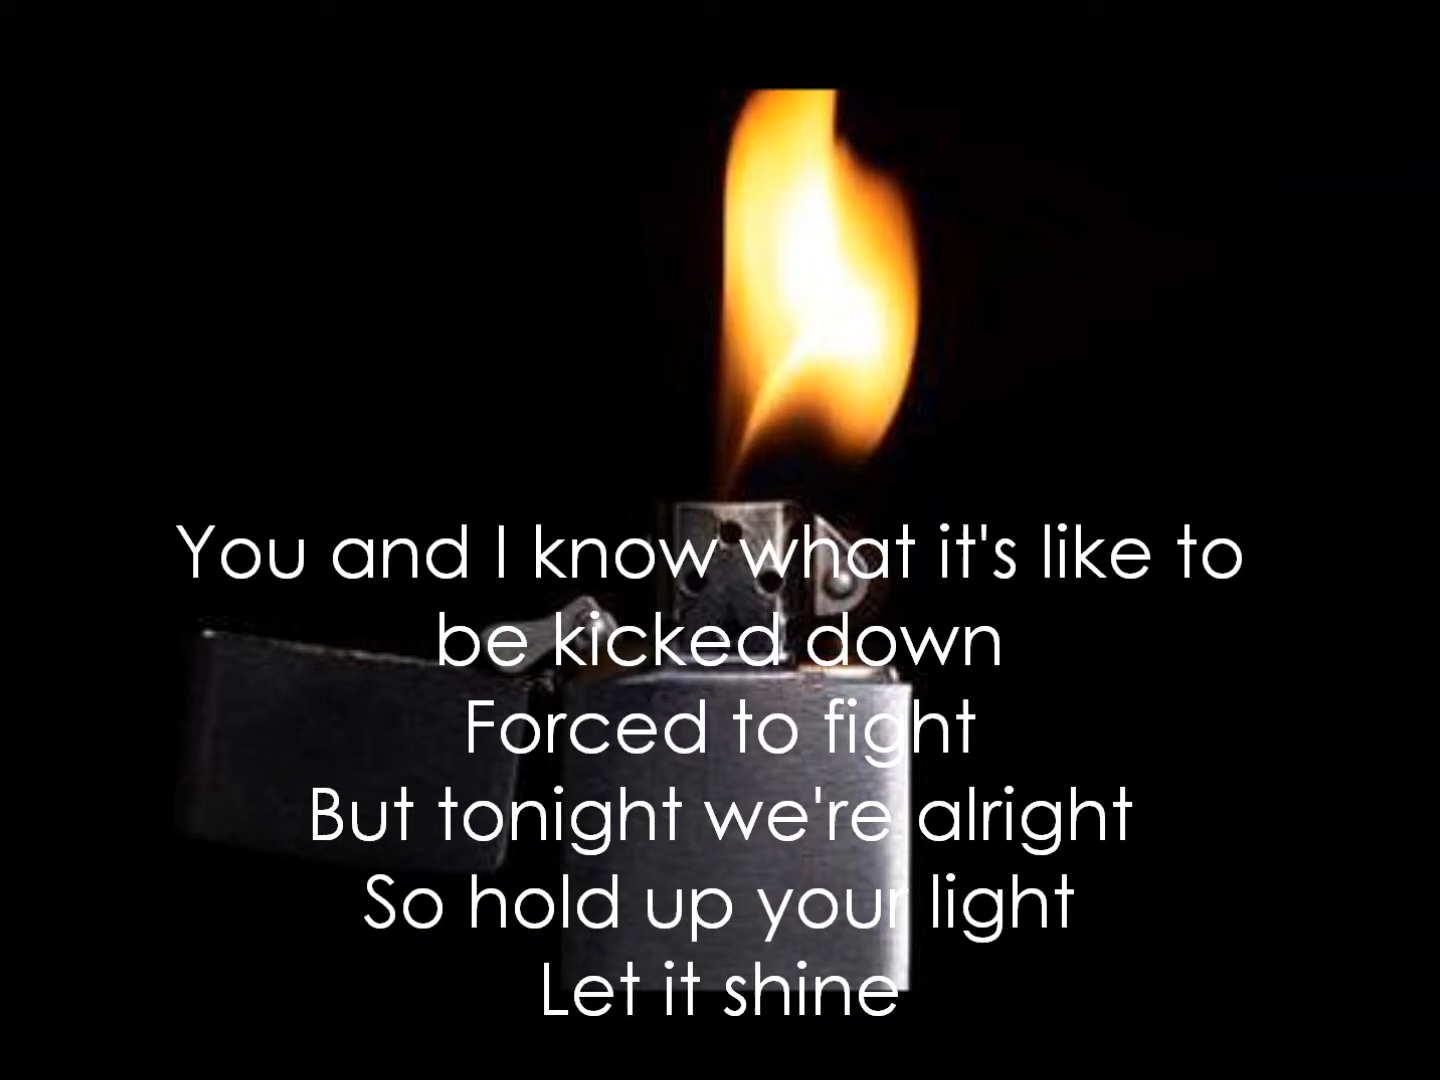 You and I know what it's like to
be kicked down
Forced to fight
But tonight we're alright
So hold up your light
Let it shine